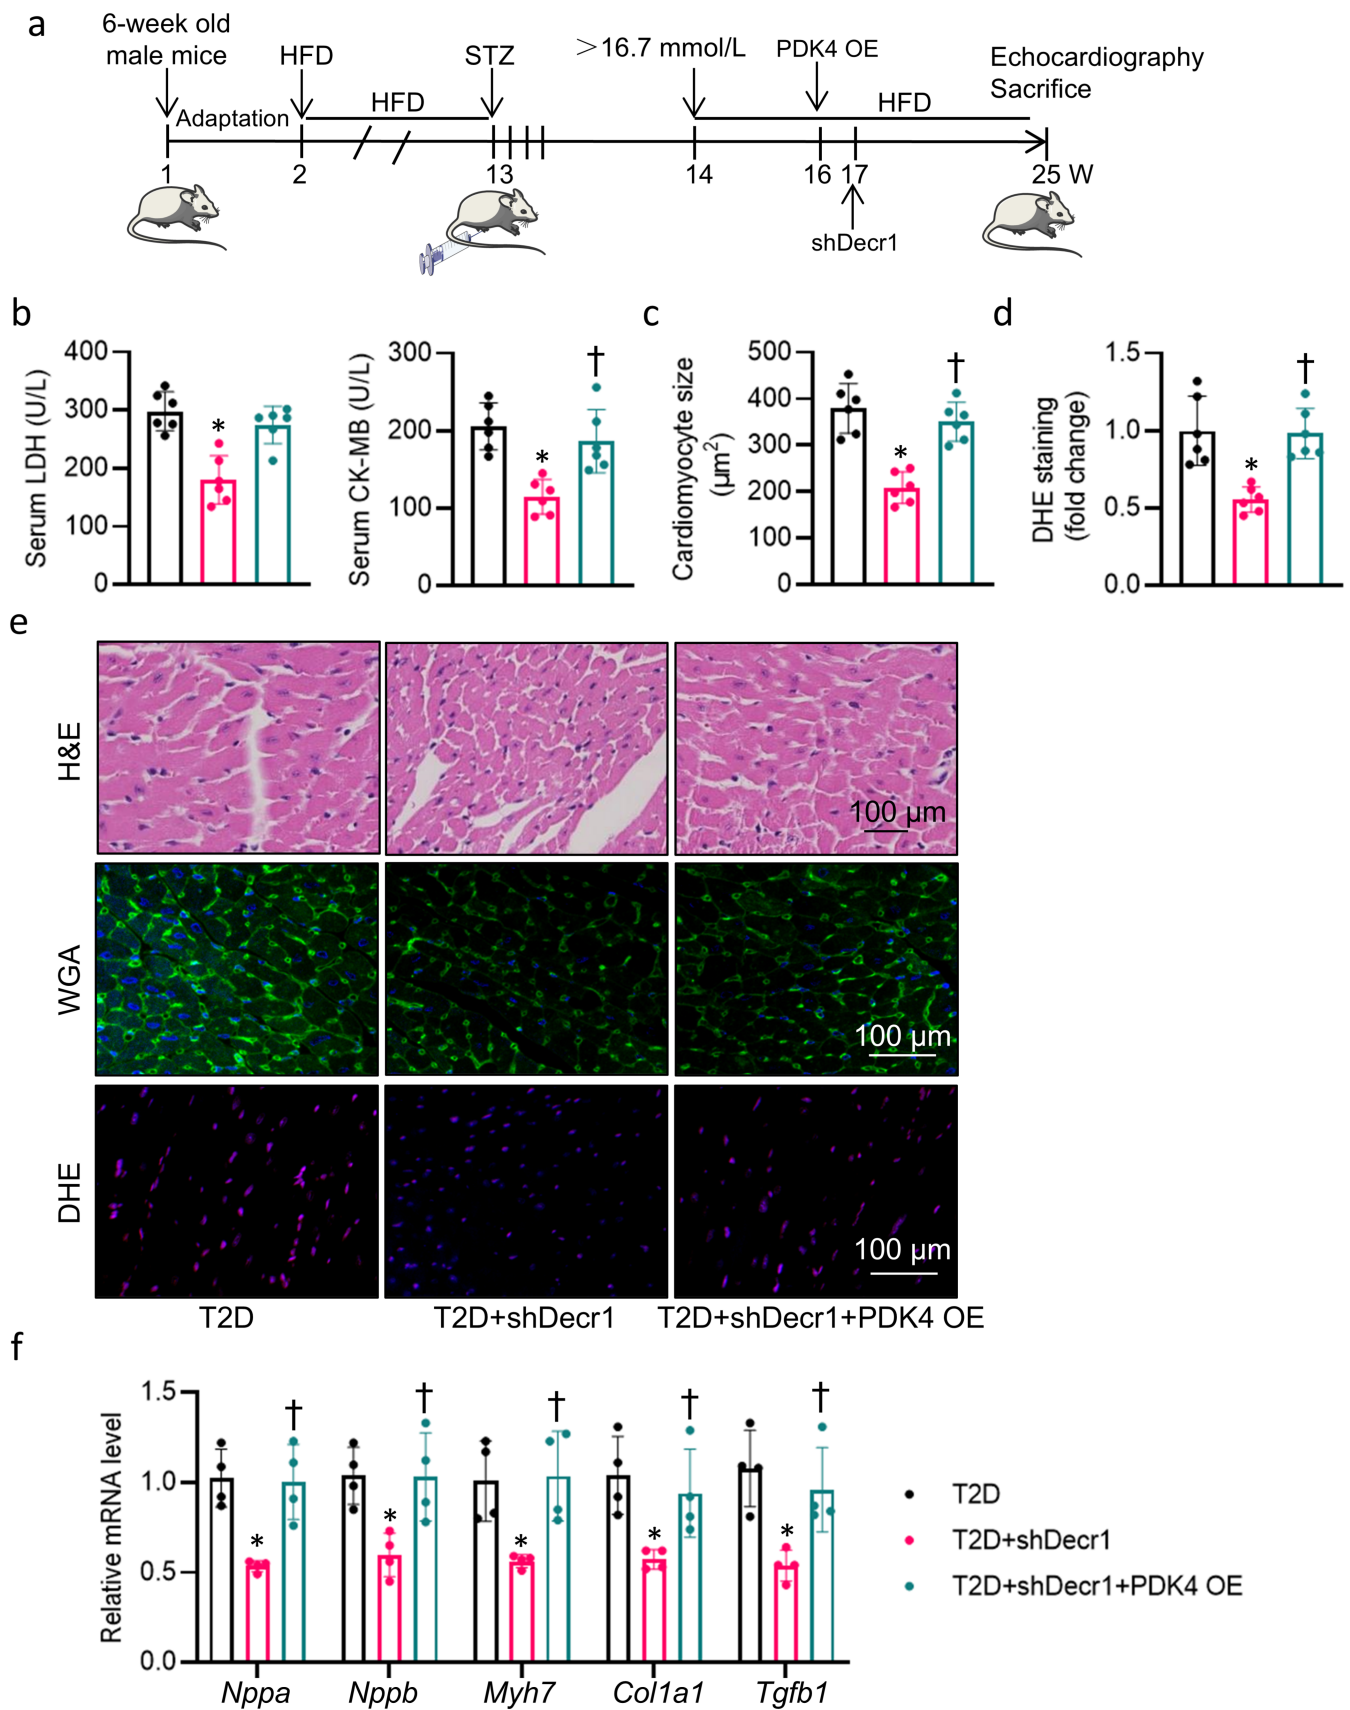 a
6-week old
male mice
HFD
STZ
>16.7 mmol/L
PDK4 OE
Echocardiography
Sacrifice
Adaptation
HFD
HFD
1
2
13
14
16
17
25 W
shDecr1
b
Serum LDH (U/L)
400
300
200
100
0
*
Serum CK-MB (U/L)
300
200
100
0
*
†
c
Cardiomyocyte size
(μm²)
500
400
300
200
100
0
*
†
d
DHE staining
(fold change)
1.5
1.0
0.5
0.0
*
†
e
H&E
100 μm
WGA
100 μm
DHE
100 μm
T2D
T2D+shDecr1
T2D+shDecr1+PDK4 OE
f
Relative mRNA level
1.5
1.0
0.5
0.0
* † * † * † * † * †
Nppa
Nppb
Myh7
Col1a1
Tgfb1
T2D
T2D+shDecr1
T2D+shDecr1+PDK4 OE